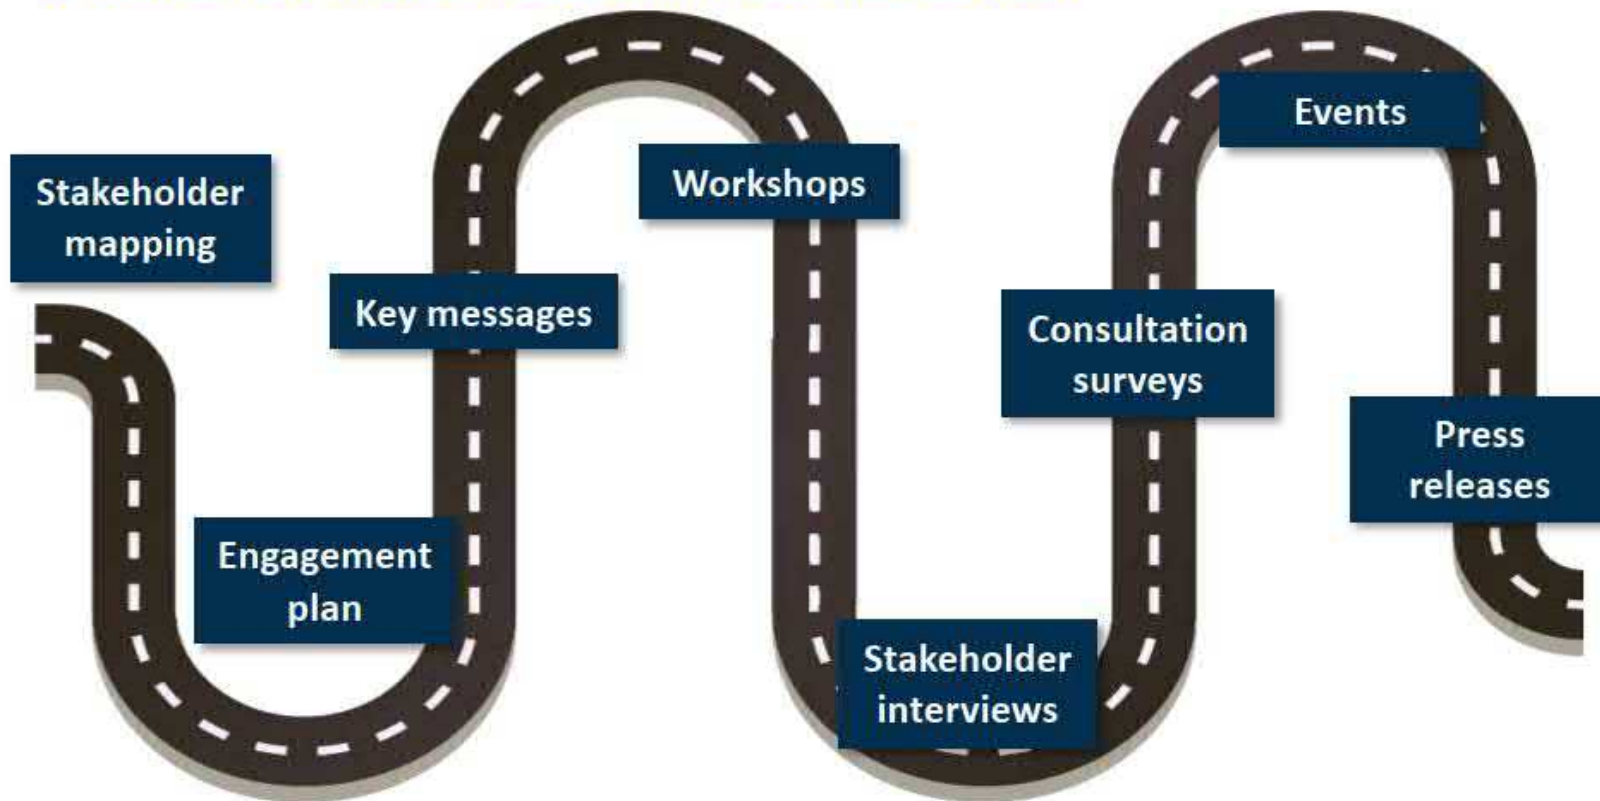 Stakeholder
mapping
Engagement
plan
Key messages
Workshops
Stakeholder
interviews
Consultation
surveys
Events
Press
releases